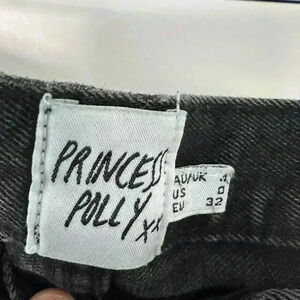 PRINCESS
POLLY xx
AU/UK 4
US 0
EU 32